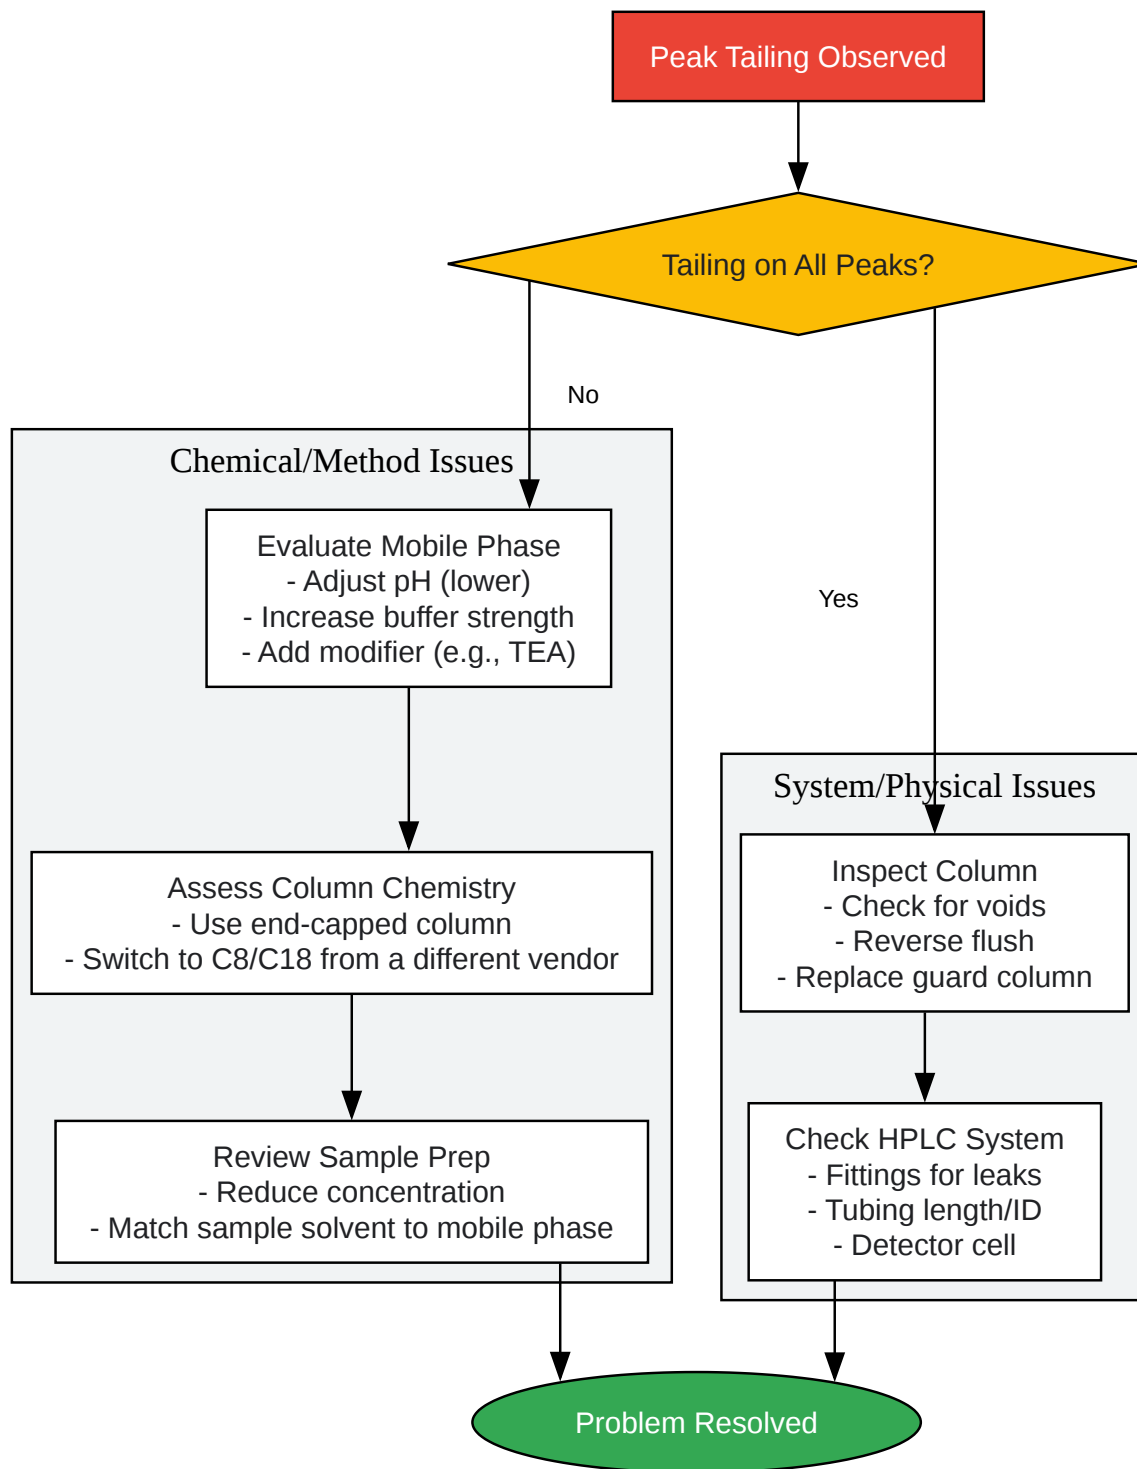 Peak Tailing Observed
Tailing on All Peaks?
No
Chemical/Method Issues
Evaluate Mobile Phase
- Adjust pH (lower)
- Increase buffer strength
- Add modifier (e.g., TEA)
Assess Column Chemistry
- Use end-capped column
- Switch to C8/C18 from a different vendor
Review Sample Prep
- Reduce concentration
- Match sample solvent to mobile phase
Yes
System/Physical Issues
Inspect Column
- Check for voids
- Reverse flush
- Replace guard column
Check HPLC System
- Fittings for leaks
- Tubing length/ID
- Detector cell
Problem Resolved